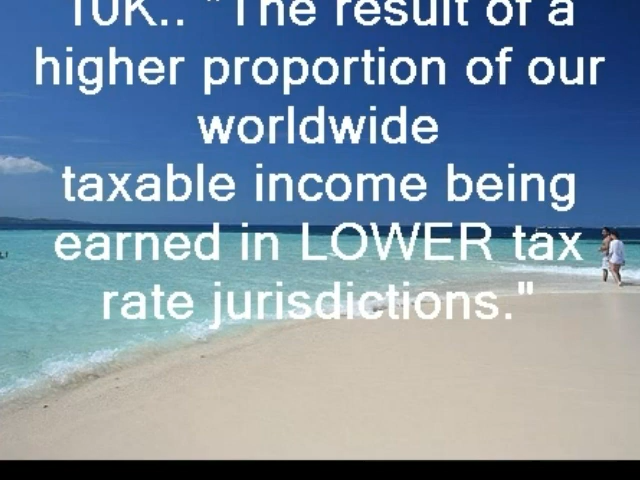 10K.. "The result of a
higher proportion of our
worldwide
taxable income being
earned in LOWER tax
rate jurisdictions."